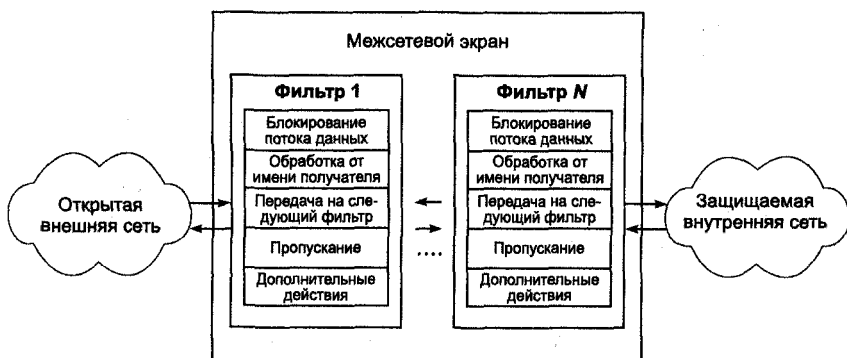 Межсетевой экран
Фильтр 1
Блокирование
потока данных
Обработка от
имени получателя
Передача на сле-
дующий фильтр
Пропускание
Дополнительные
действия
Фильтр N
Блокирование
потока данных
Обработка от
имени получателя
Передача на сле-
дующий фильтр
Пропускание
Дополнительные
действия
Открытая
внешняя сеть
....
Защищаемая
внутренняя сеть